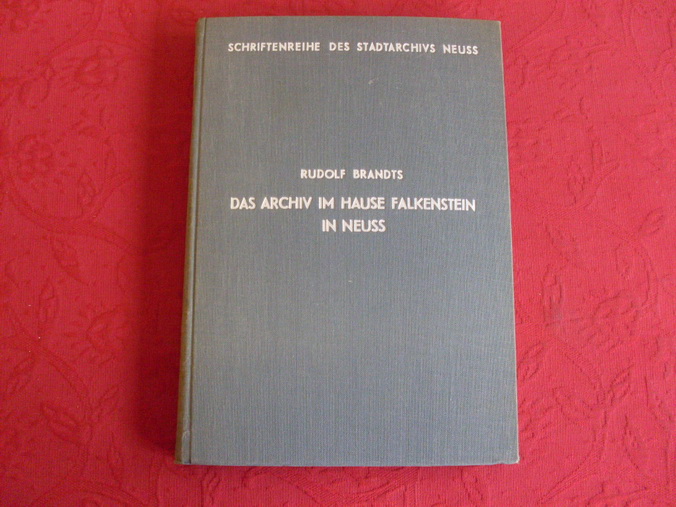 SCHRIFTENREIHE DES STADTARCHIVS NEUSS
RUDOLF BRANDTS
DAS ARCHIV IM HAUSE FALKENSTEIN
IN NEUSS